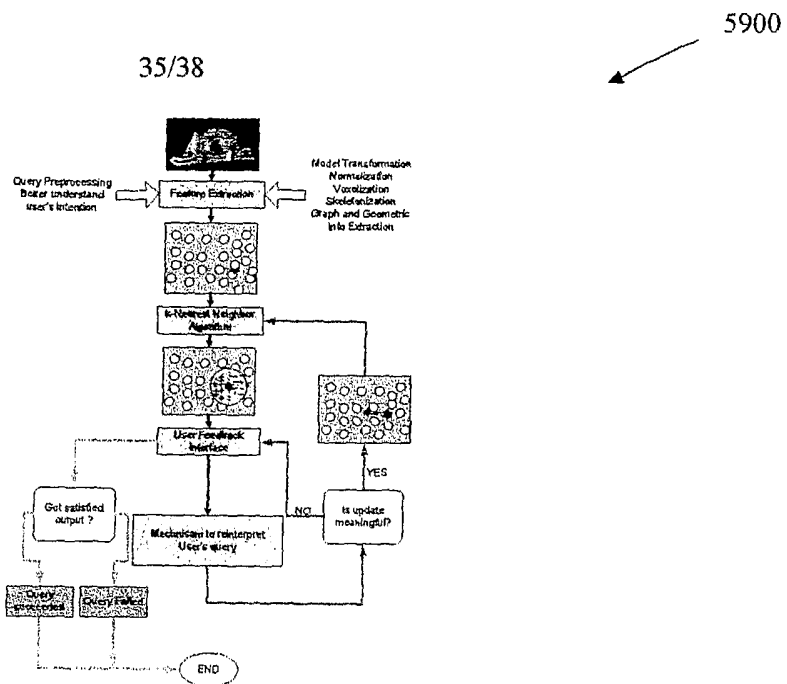 5900
35/38
Query Preprocessing
Better understand
user's intention
Feature Extraction
Model Transformation
Normalization
Voxelization
Skeletonization
Graph and Geometric
Info Extraction
k-Nearest Neighbor
Algorithm
User Feedback
Interface
YES
NO
Got satisfied
output ?
Is update
meaningful?
Mechanism to reinterpret
User's query
Query
succeeded
Query failed
END